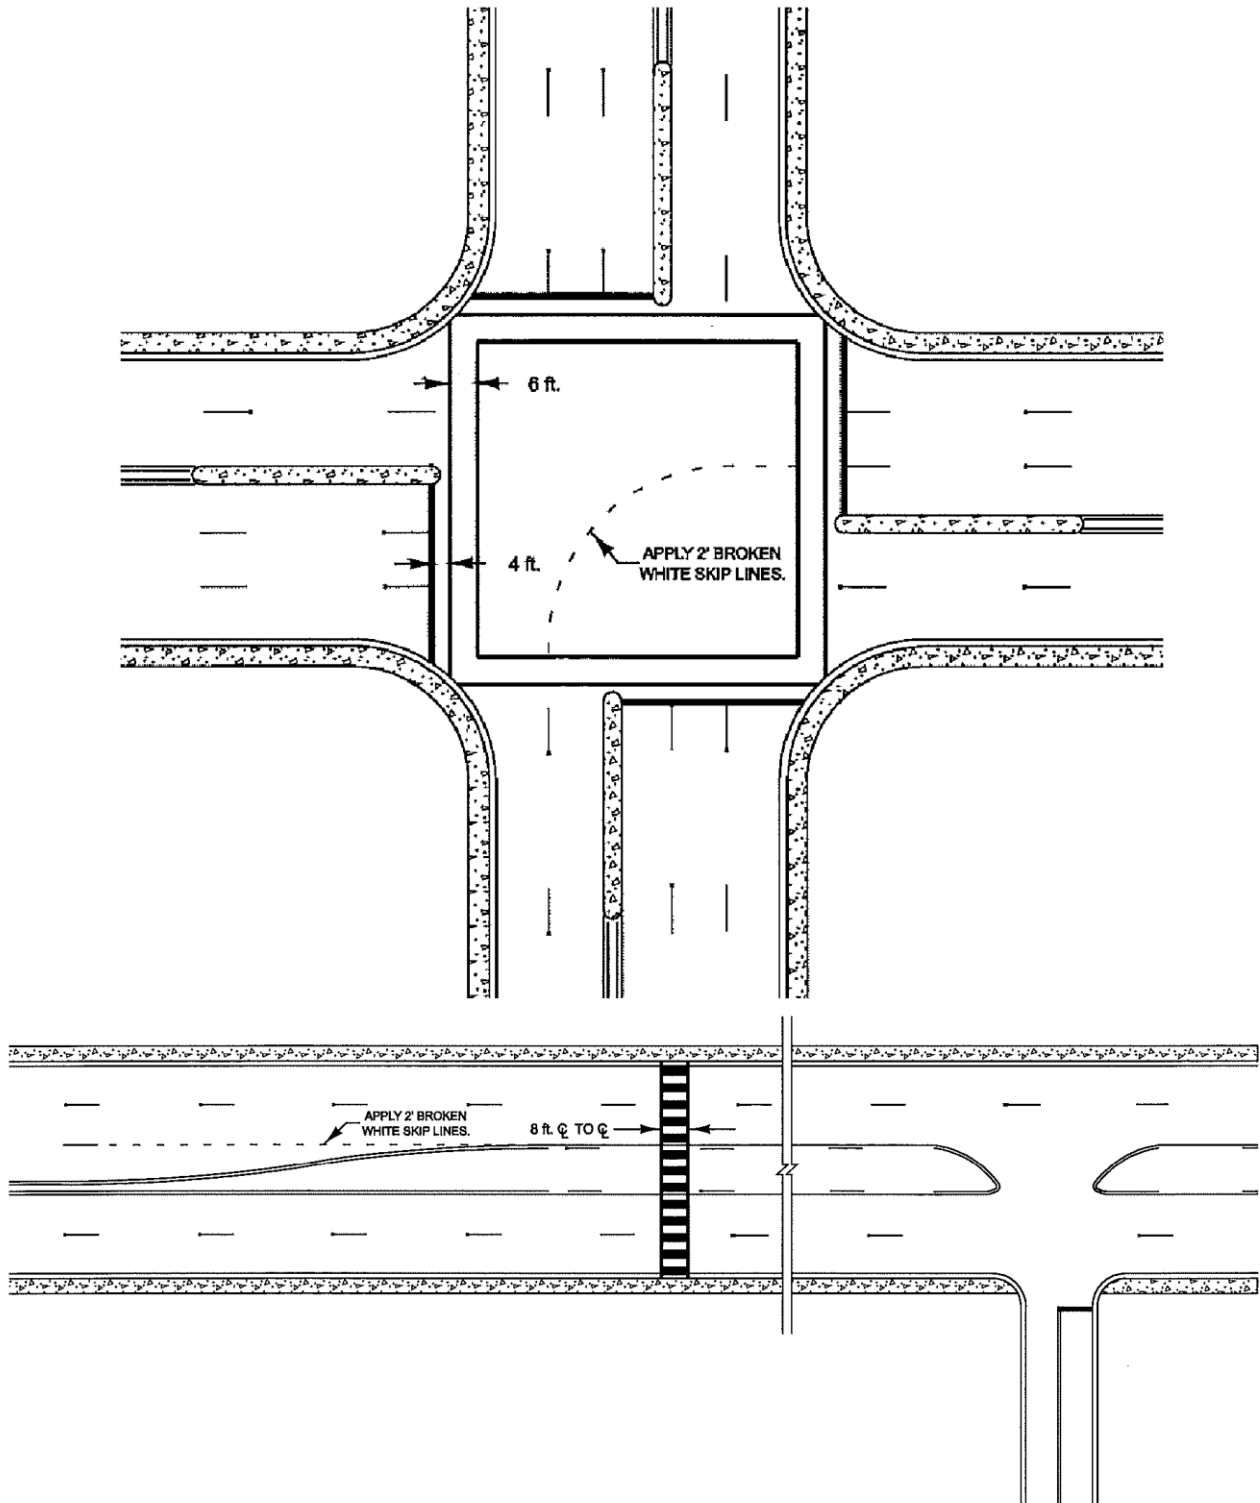 6 ft.
4 ft.
APPLY 2' BROKEN
WHITE SKIP LINES.
APPLY 2' BROKEN
WHITE SKIP LINES.
8 ft. ℄ TO ℄